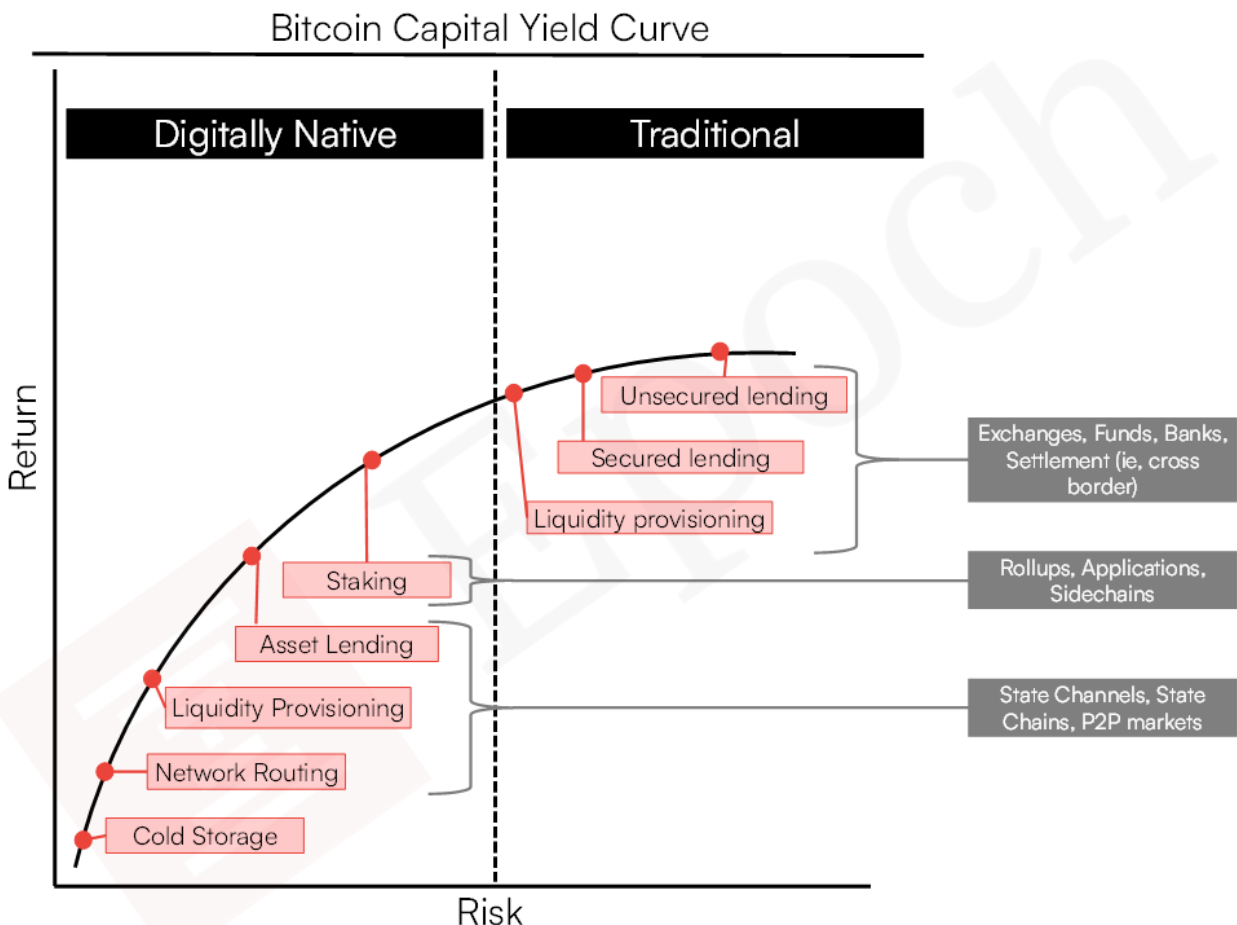 Bitcoin Capital Yield Curve
Digitally Native
Traditional
Return
Unsecured lending
Secured lending
Liquidity provisioning
Exchanges, Funds, Banks,
Settlement (ie, cross
border)
Staking
Rollups, Applications,
Sidechains
Asset Lending
Liquidity Provisioning
State Channels, State
Chains, P2P markets
Network Routing
Cold Storage
Risk
Epoch